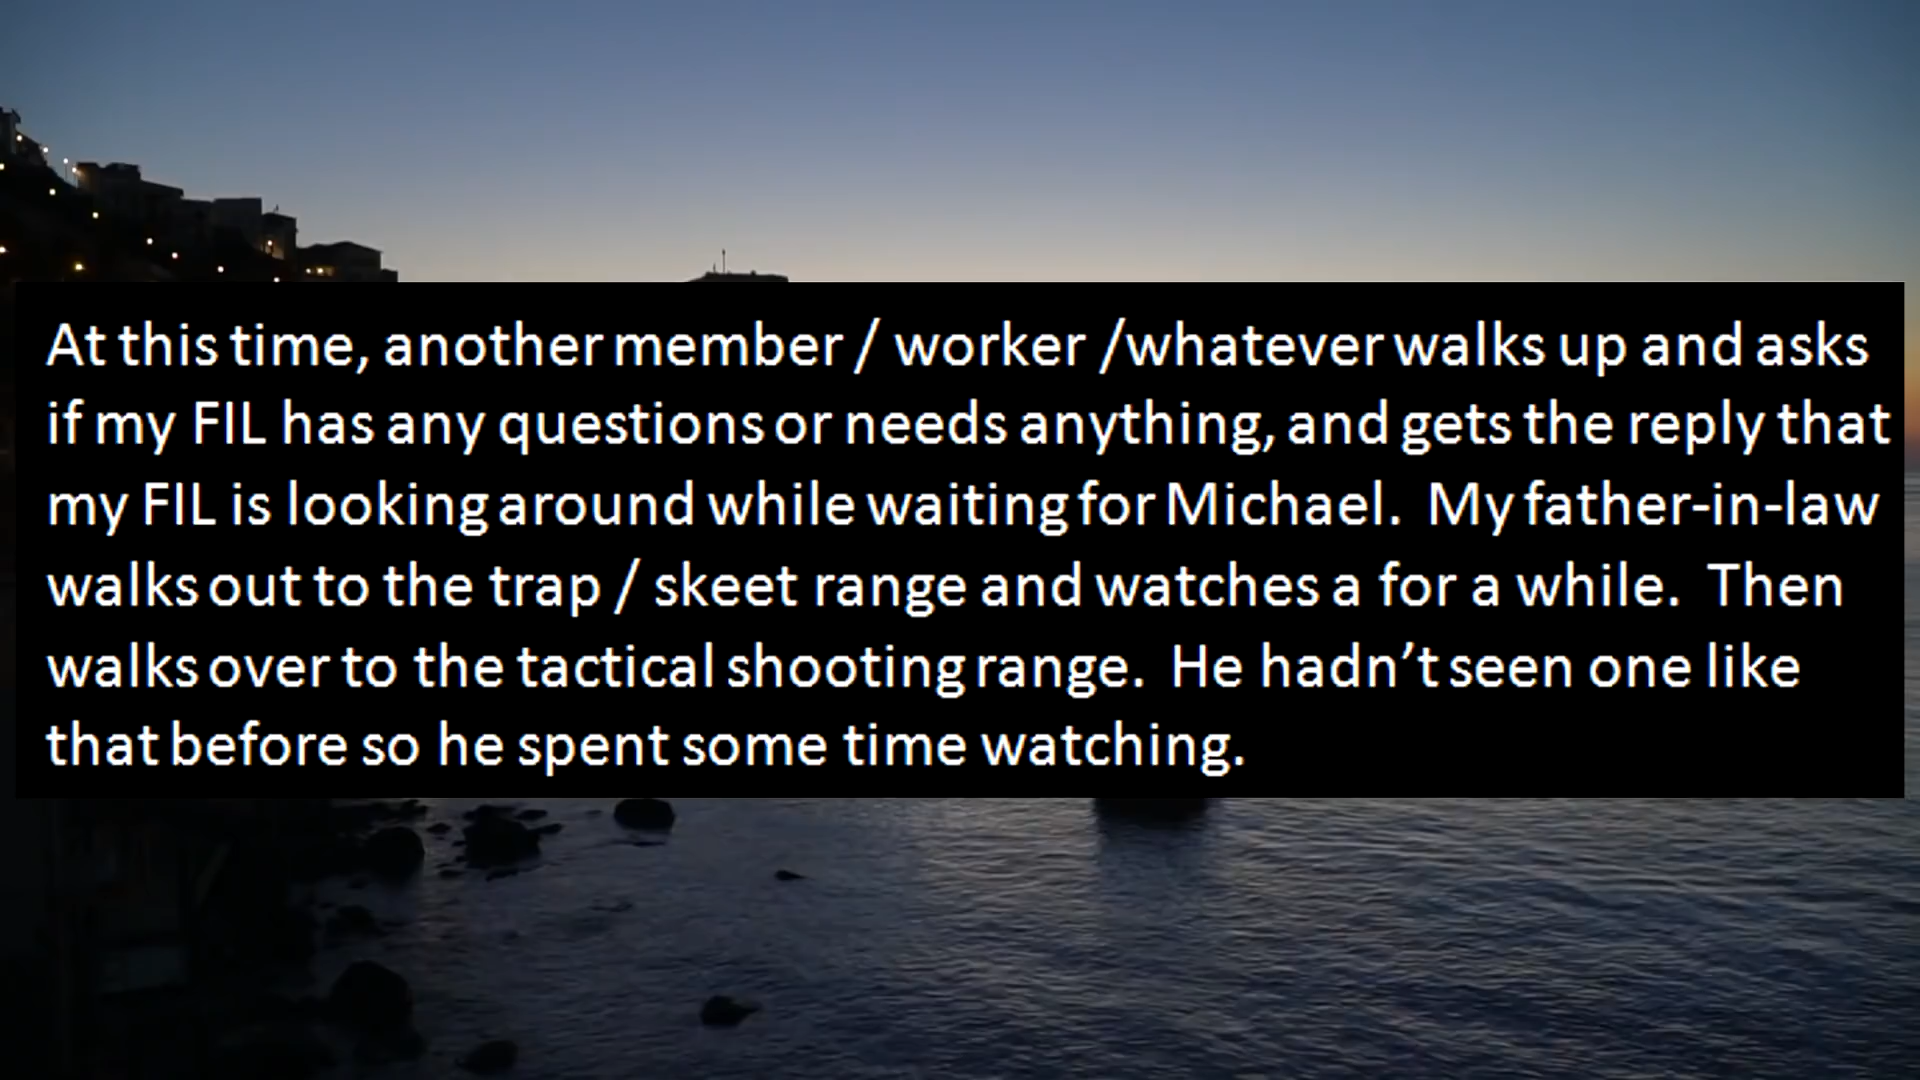 At this time, another member / worker /whatever walks up and asks
if my FIL has any questions or needs anything, and gets the reply that
my FIL is looking around while waiting for Michael.  My father-in-law
walks out to the trap / skeet range and watches a for a while.  Then
walks over to the tactical shooting range.  He hadn’t seen one like
that before so he spent some time watching.